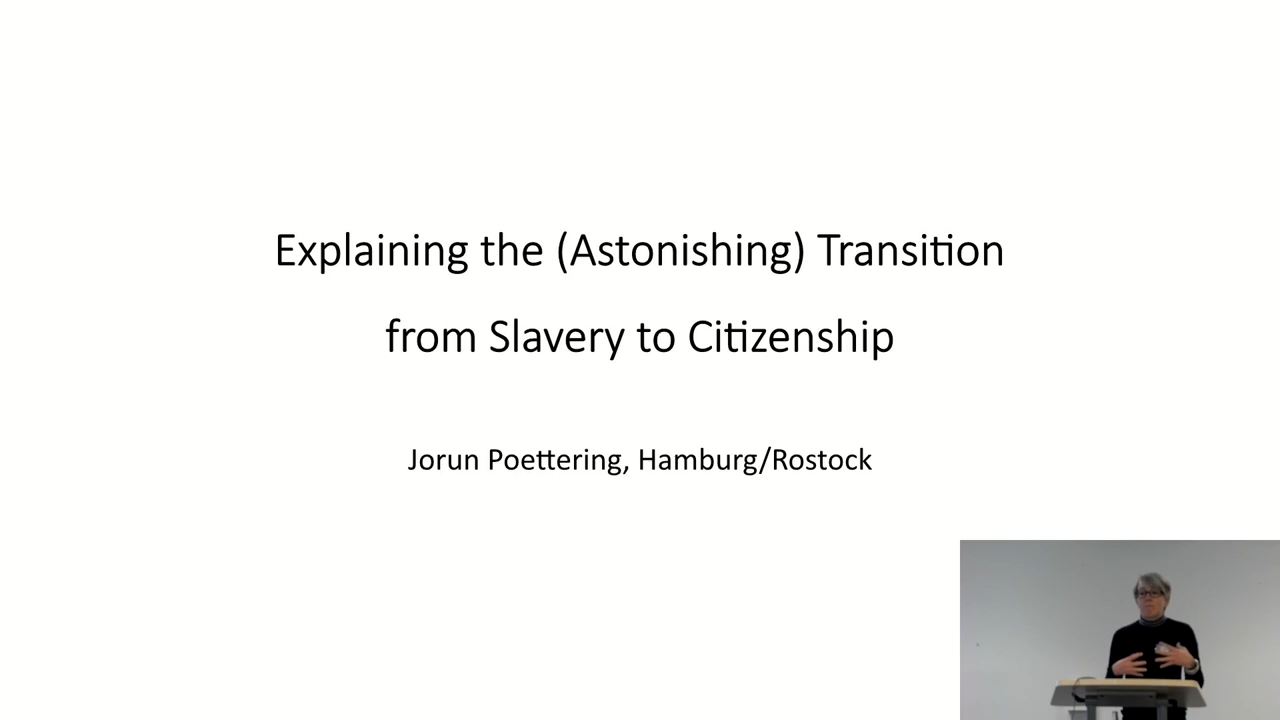 Explaining the (Astonishing) Transition
from Slavery to Citizenship
Jorun Poettering, Hamburg/Rostock